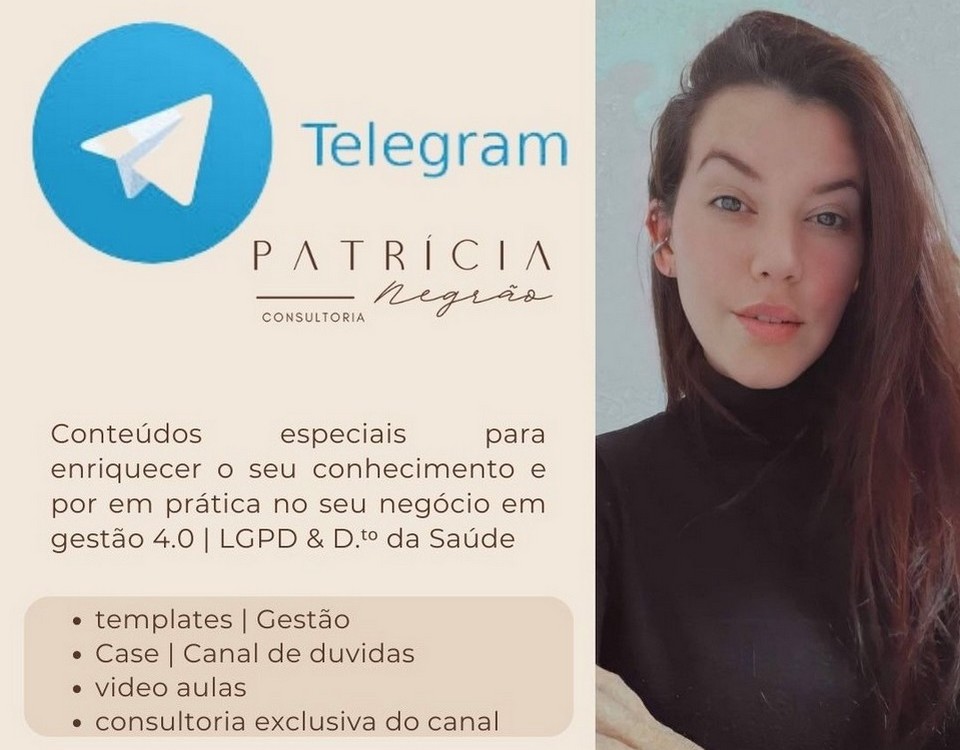 Telegram
PATRÍCIA
Negrão
CONSULTORIA
Conteúdos especiais para
enriquecer o seu conhecimento e
por em prática no seu negócio em
gestão 4.0 | LGPD & D.ᵗᵒ da Saúde
• templates | Gestão
• Case | Canal de duvidas
• video aulas
• consultoria exclusiva do canal